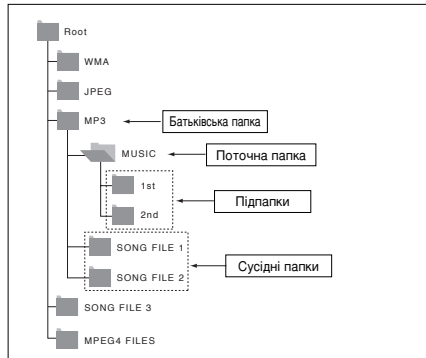 Root
WMA
JPEG
MP3
Батьківська папка
MUSIC
Поточна папка
1st
Підпапки
2nd
SONG FILE 1
Сусідні папки
SONG FILE 2
SONG FILE 3
MPEG4 FILES